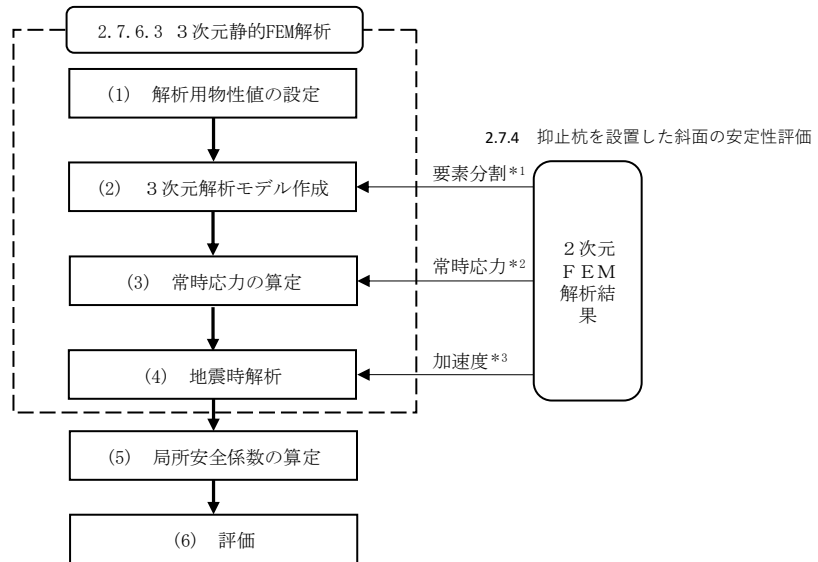 2.7.6.3 ３次元静的FEM解析
(1) 解析用物性値の設定
2.7.4 抑止杭を設置した斜面の安定性評価
(2) ３次元解析モデル作成
要素分割*1
２次元
ＦＥＭ
解析結
果
(3) 常時応力の算定
常時応力*2
(4) 地震時解析
加速度*3
(5) 局所安全係数の算定
(6) 評価